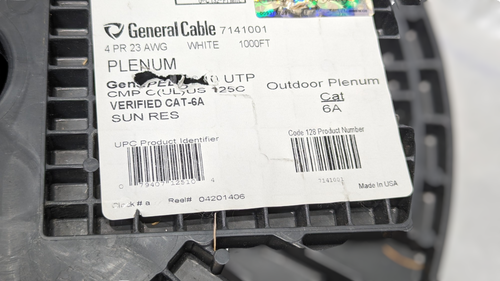 General Cable 7141001
4 PR 23 AWG WHITE 1000FT
PLENUM
UTP
CMP C(UL)US 125C
VERIFIED CAT-6A
SUN RES
Outdoor Plenum
Cat
6A
UPC Product Identifier
Code 128 Product Number
7141001
Made in USA
Reel# 04201406